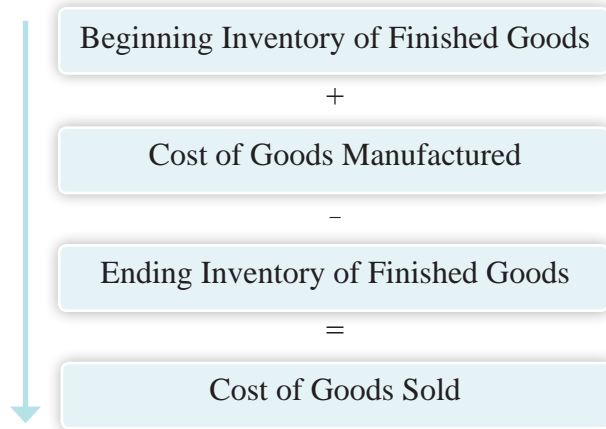 Beginning Inventory of Finished Goods
+
Cost of Goods Manufactured
-
Ending Inventory of Finished Goods
=
Cost of Goods Sold